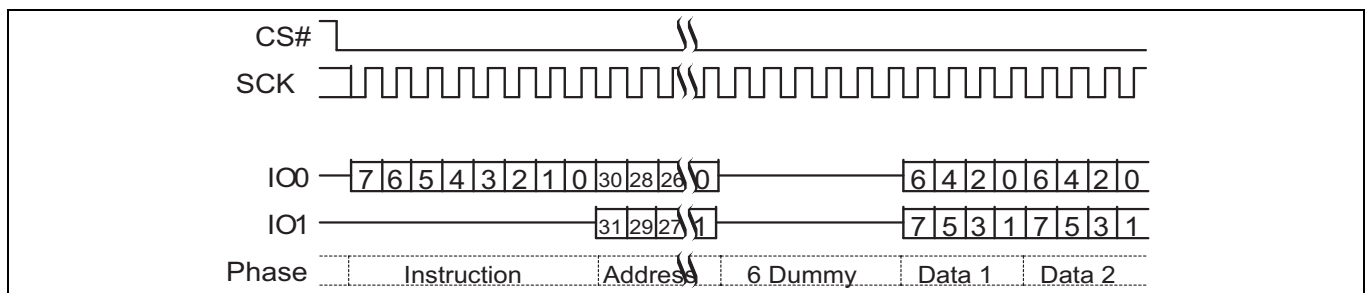 CS#
SCK
IO0 7 6 5 4 3 2 1 0 30 28 26 0 6 4 2 0 6 4 2 0
IO1 31 29 27 1 7 5 3 1 7 5 3 1
Phase Instruction Address 6 Dummy Data 1 Data 2